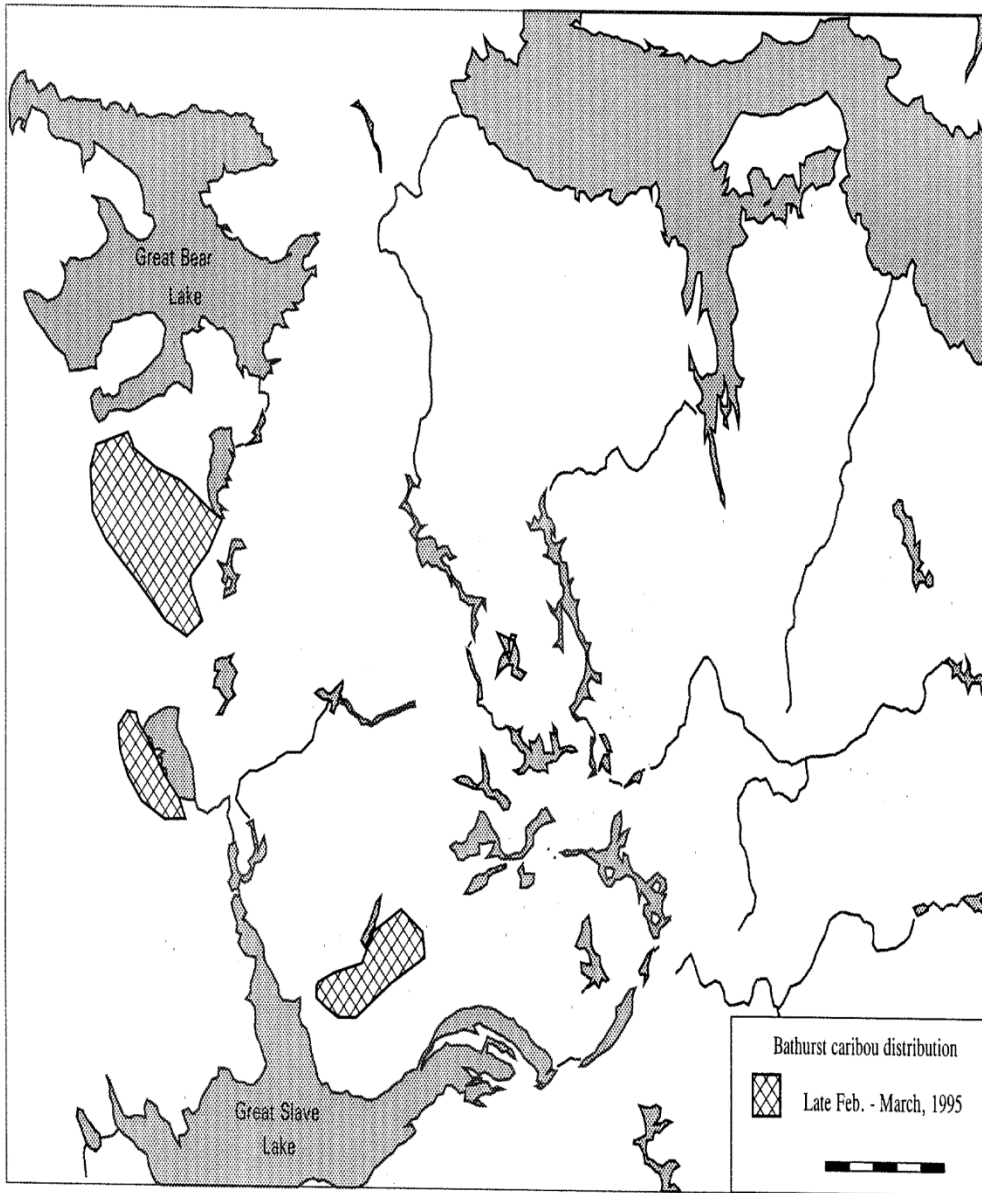 Great Bear
Lake
Great Slave
Lake
Bathurst caribou distribution
Late Feb. - March, 1995